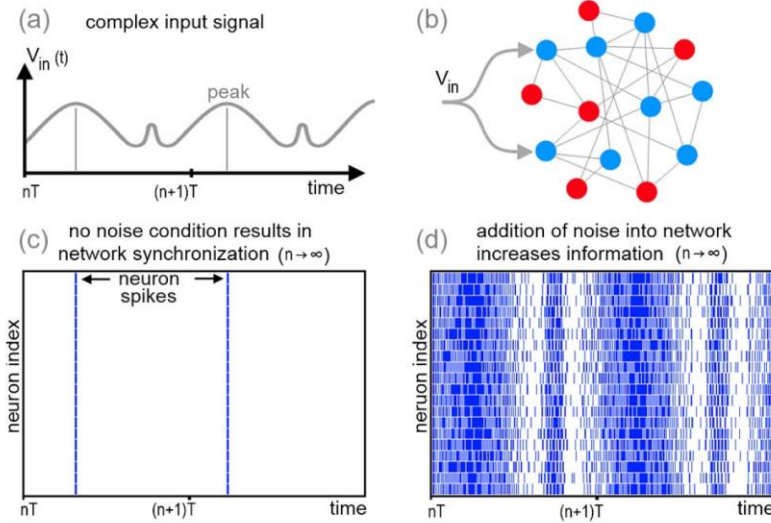 (a) complex input signal
V_in (t)
peak
nT (n+1)T time
(b)
V_in
(c) no noise condition results in
network synchronization (n→∞)
neuron
spikes
neuron index
nT (n+1)T time
(d) addition of noise into network
increases information (n→∞)
neruon index
nT (n+1)T time